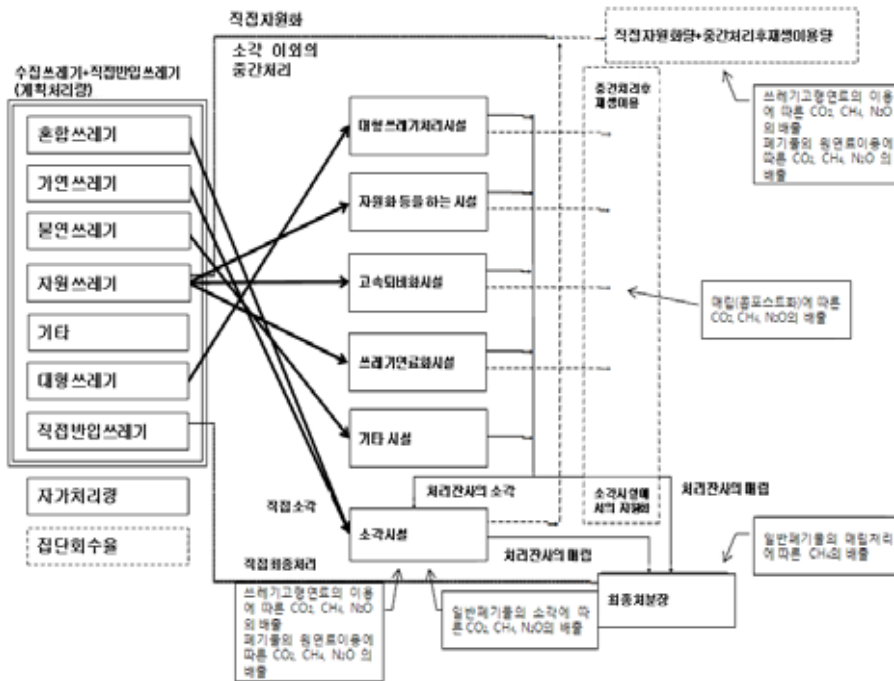 직접자원화
소각 이외의
중간처리
직접자원화량+중간처리후재생이용량
수집쓰레기+직접반입쓰레기
(계획처리량)
혼합쓰레기
가연쓰레기
불연쓰레기
자원쓰레기
기타
대형쓰레기
직접반입쓰레기
자가처리량
집단회수율
대형쓰레기처리시설
자원화 등을 하는 시설
고속퇴비화시설
쓰레기연료화시설
기타 시설
소각시설
중간처리후
재생이용
쓰레기고형연료의 이용
에 따른 CO₂, CH₄, N₂O
의 배출
폐기물의 원연료이용에
따른 CO₂, CH₄, N₂O 의
배출
매립(콤포스트화)에 따른
CO₂, CH₄, N₂O의 배출
처리잔사의 소각
소각시설에
서의 자원화
처리잔사의 매립
직접소각
처리잔사의 매립
일반폐기물의 매립처리
에 따른 CH₄의 배출
직접최종처리
최종처분장
쓰레기고형연료의 이용
에 따른 CO₂, CH₄, N₂O
의 배출
폐기물의 원연료이용에
따른 CO₂, CH₄, N₂O 의
배출
일반폐기물의 소각에 따
른 CO₂, CH₄, N₂O의 배출